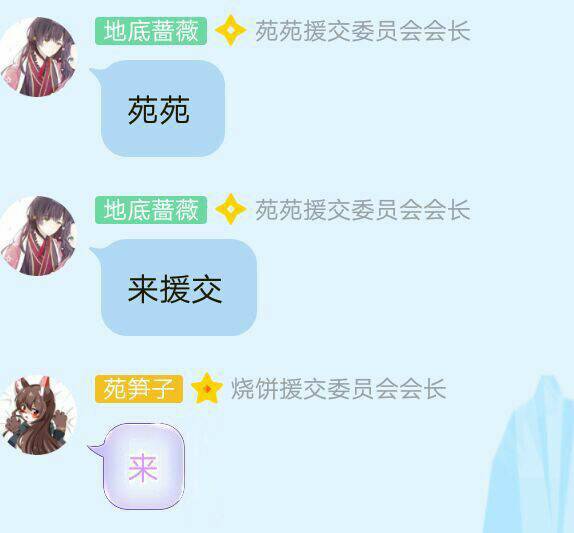 地底蔷薇 苑苑援交委员会会长
苑苑
地底蔷薇 苑苑援交委员会会长
来援交
苑笋子 烧饼援交委员会会长
来